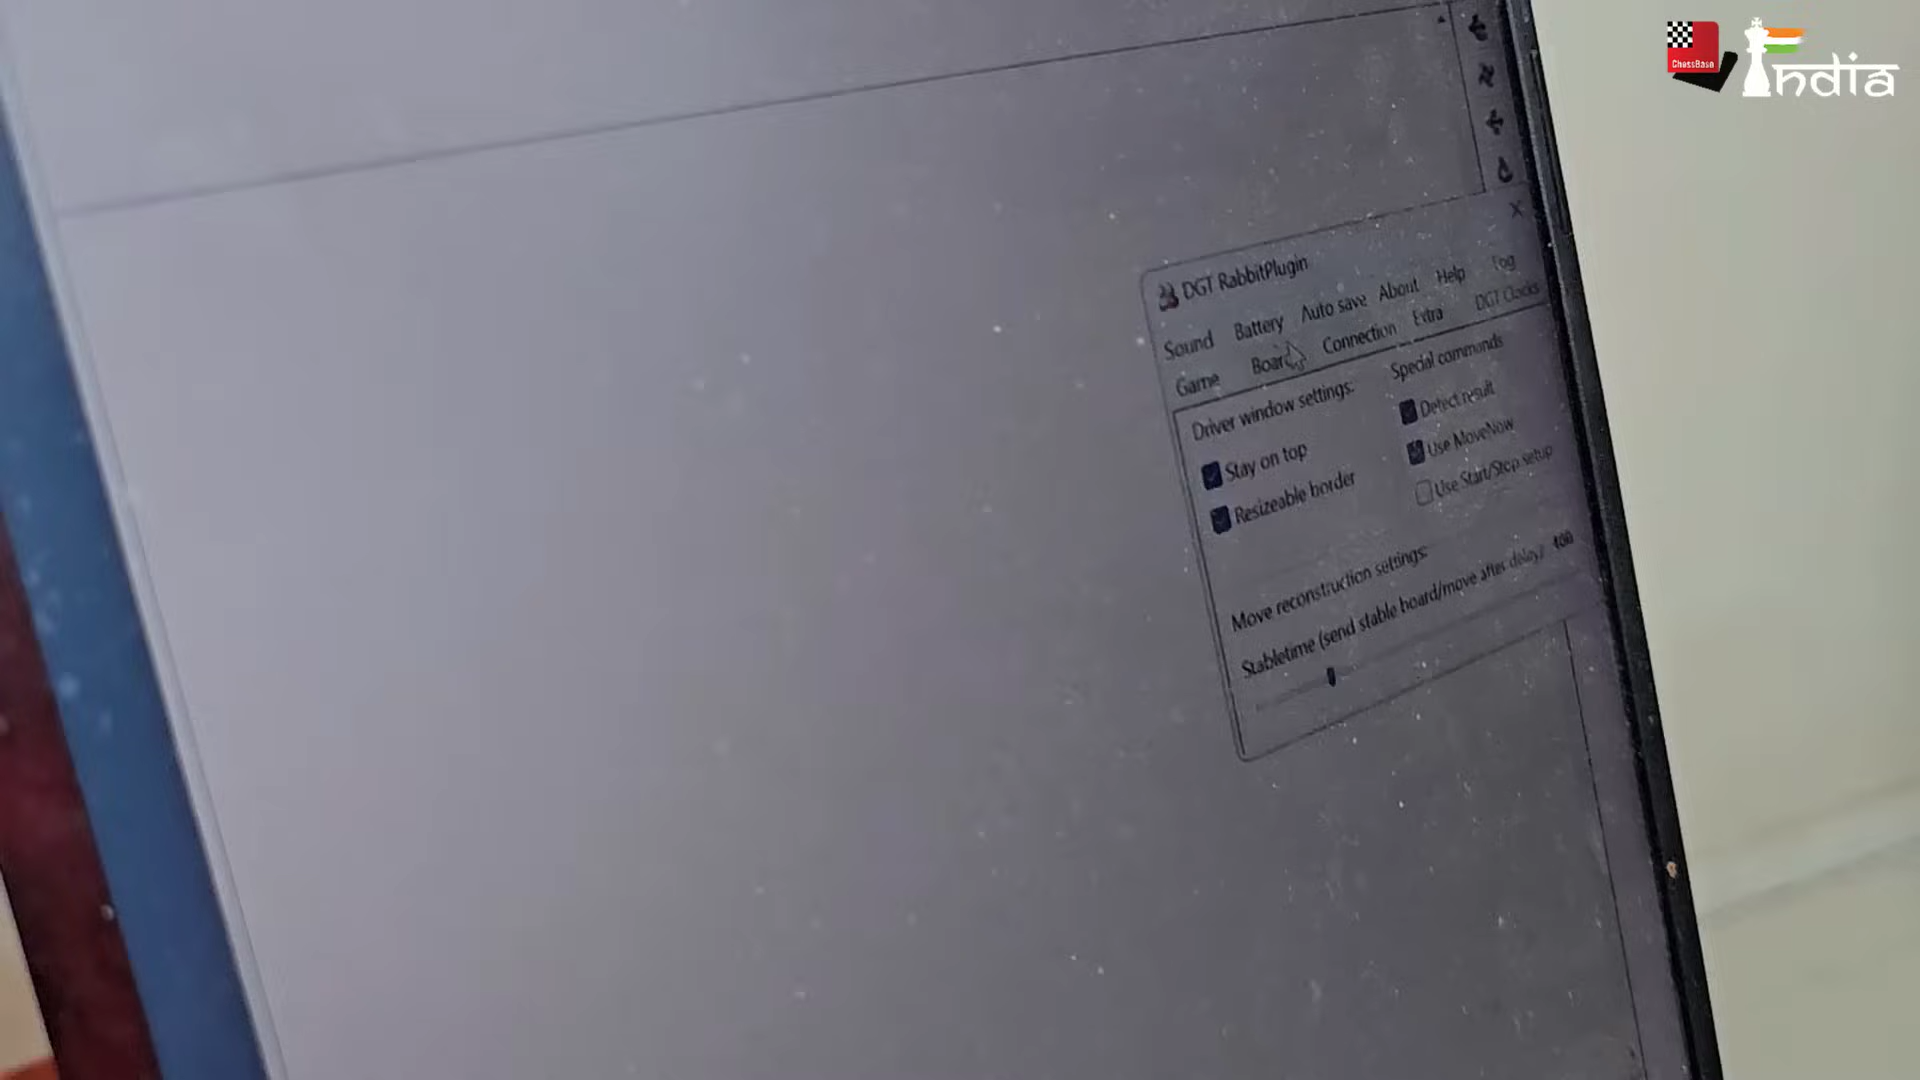 ChessBase
India
DGT RabbitPlugin
Sound Battery Auto save About Help Log
Game Board Connection Extra DGT Clocks
Driver window settings:
Stay on top
Resizeable border
Special commands
Detect result
Use MoveNow
Use Start/Stop setup
Move reconstruction settings:
Stabletime (send stable board/move after delay) 400